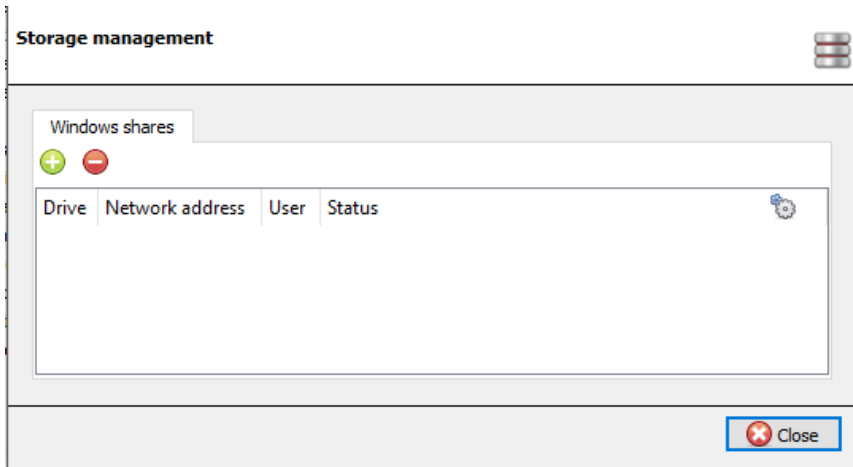 Storage management
Windows shares
Drive Network address User Status
Close